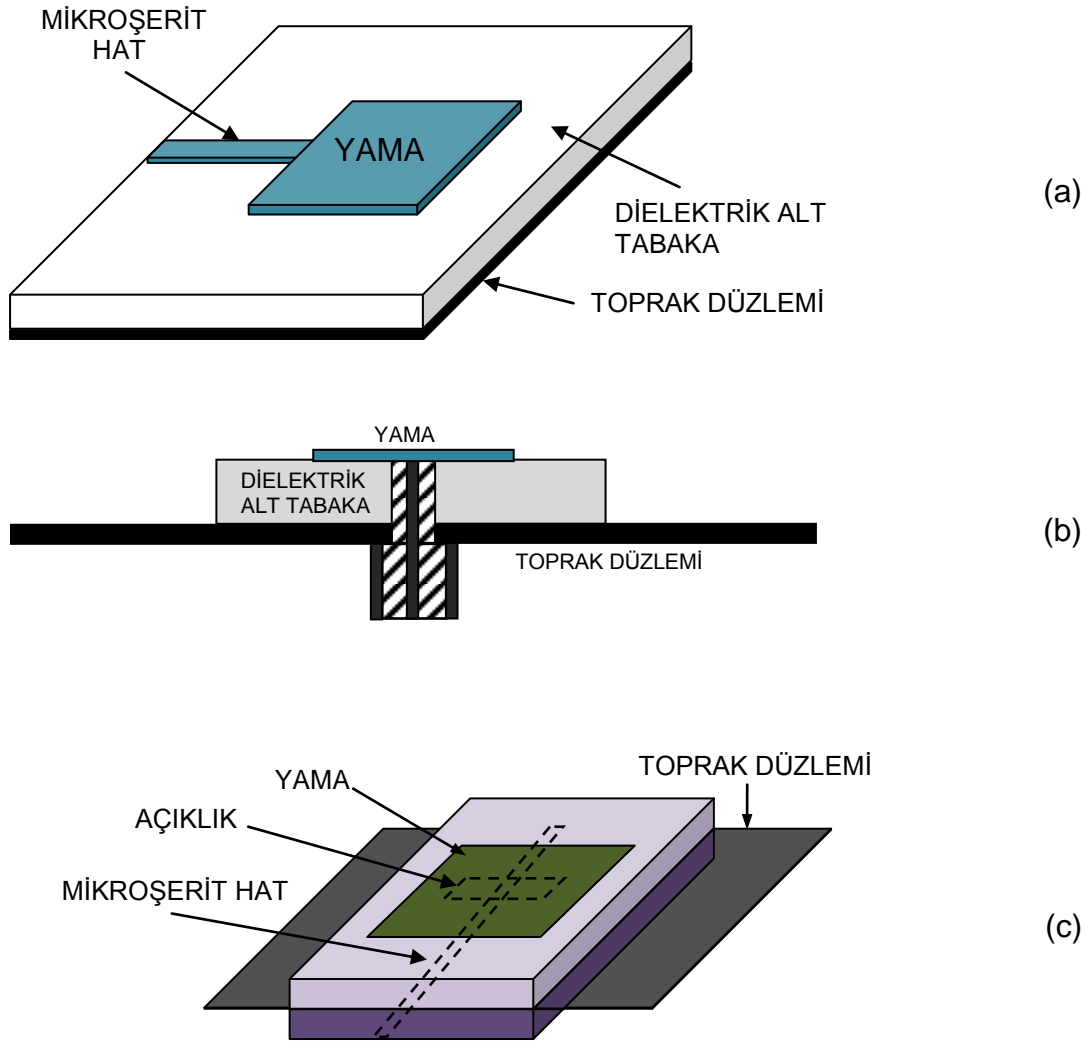 MİKROŞERİT
HAT
YAMA
DİELEKTRİK ALT
TABAKA
TOPRAK DÜZLEMİ
(a)
YAMA
DİELEKTRİK
ALT TABAKA
TOPRAK DÜZLEMİ
(b)
TOPRAK DÜZLEMİ
YAMA
AÇIKLIK
MİKROŞERİT HAT
(c)